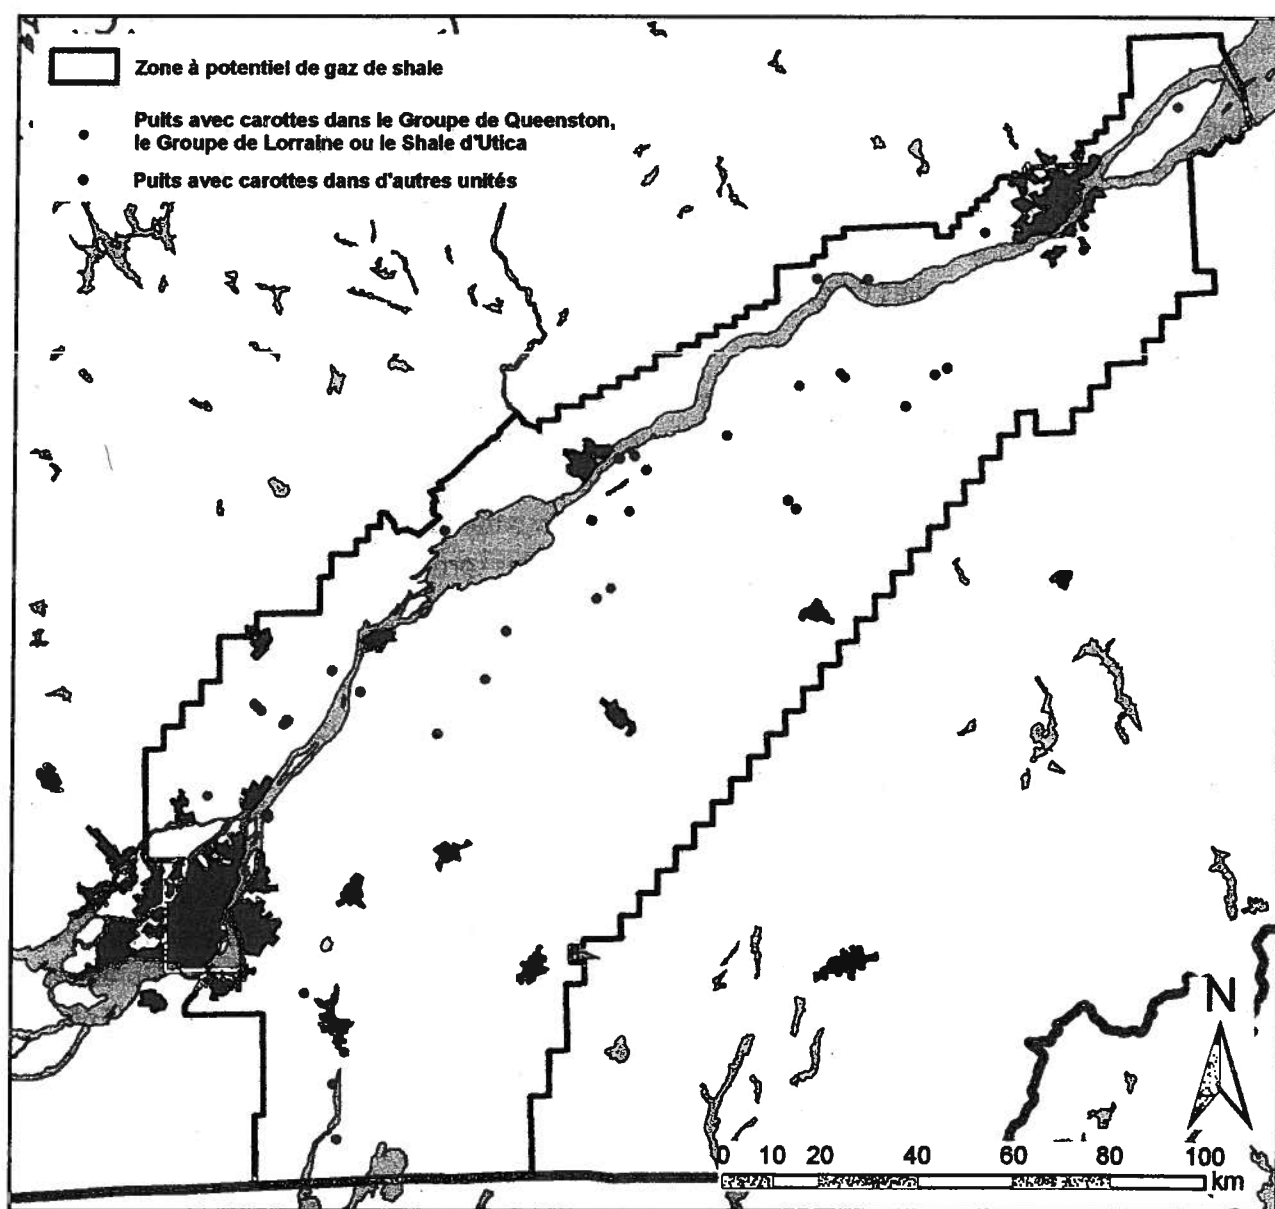 Zone à potentiel de gaz de shale
Puits avec carottes dans le Groupe de Queenston,
le Groupe de Lorraine ou le Shale d'Utica
Puits avec carottes dans d'autres unités
N
0 10 20 40 60 80 100
km